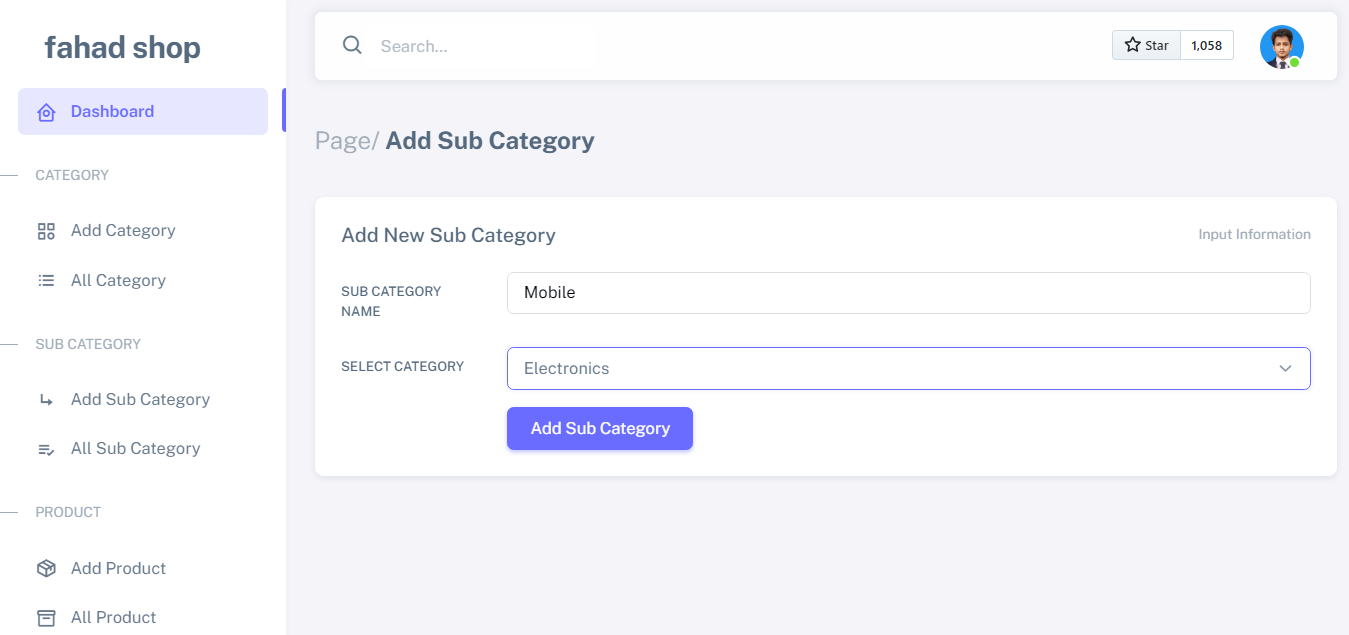 fahad shop
Dashboard
CATEGORY
Add Category
All Category
SUB CATEGORY
Add Sub Category
All Sub Category
PRODUCT
Add Product
All Product
Search...
Star
1,058
Page/ Add Sub Category
Add New Sub Category
Input Information
SUB CATEGORY
NAME
Mobile
SELECT CATEGORY
Electronics
Add Sub Category